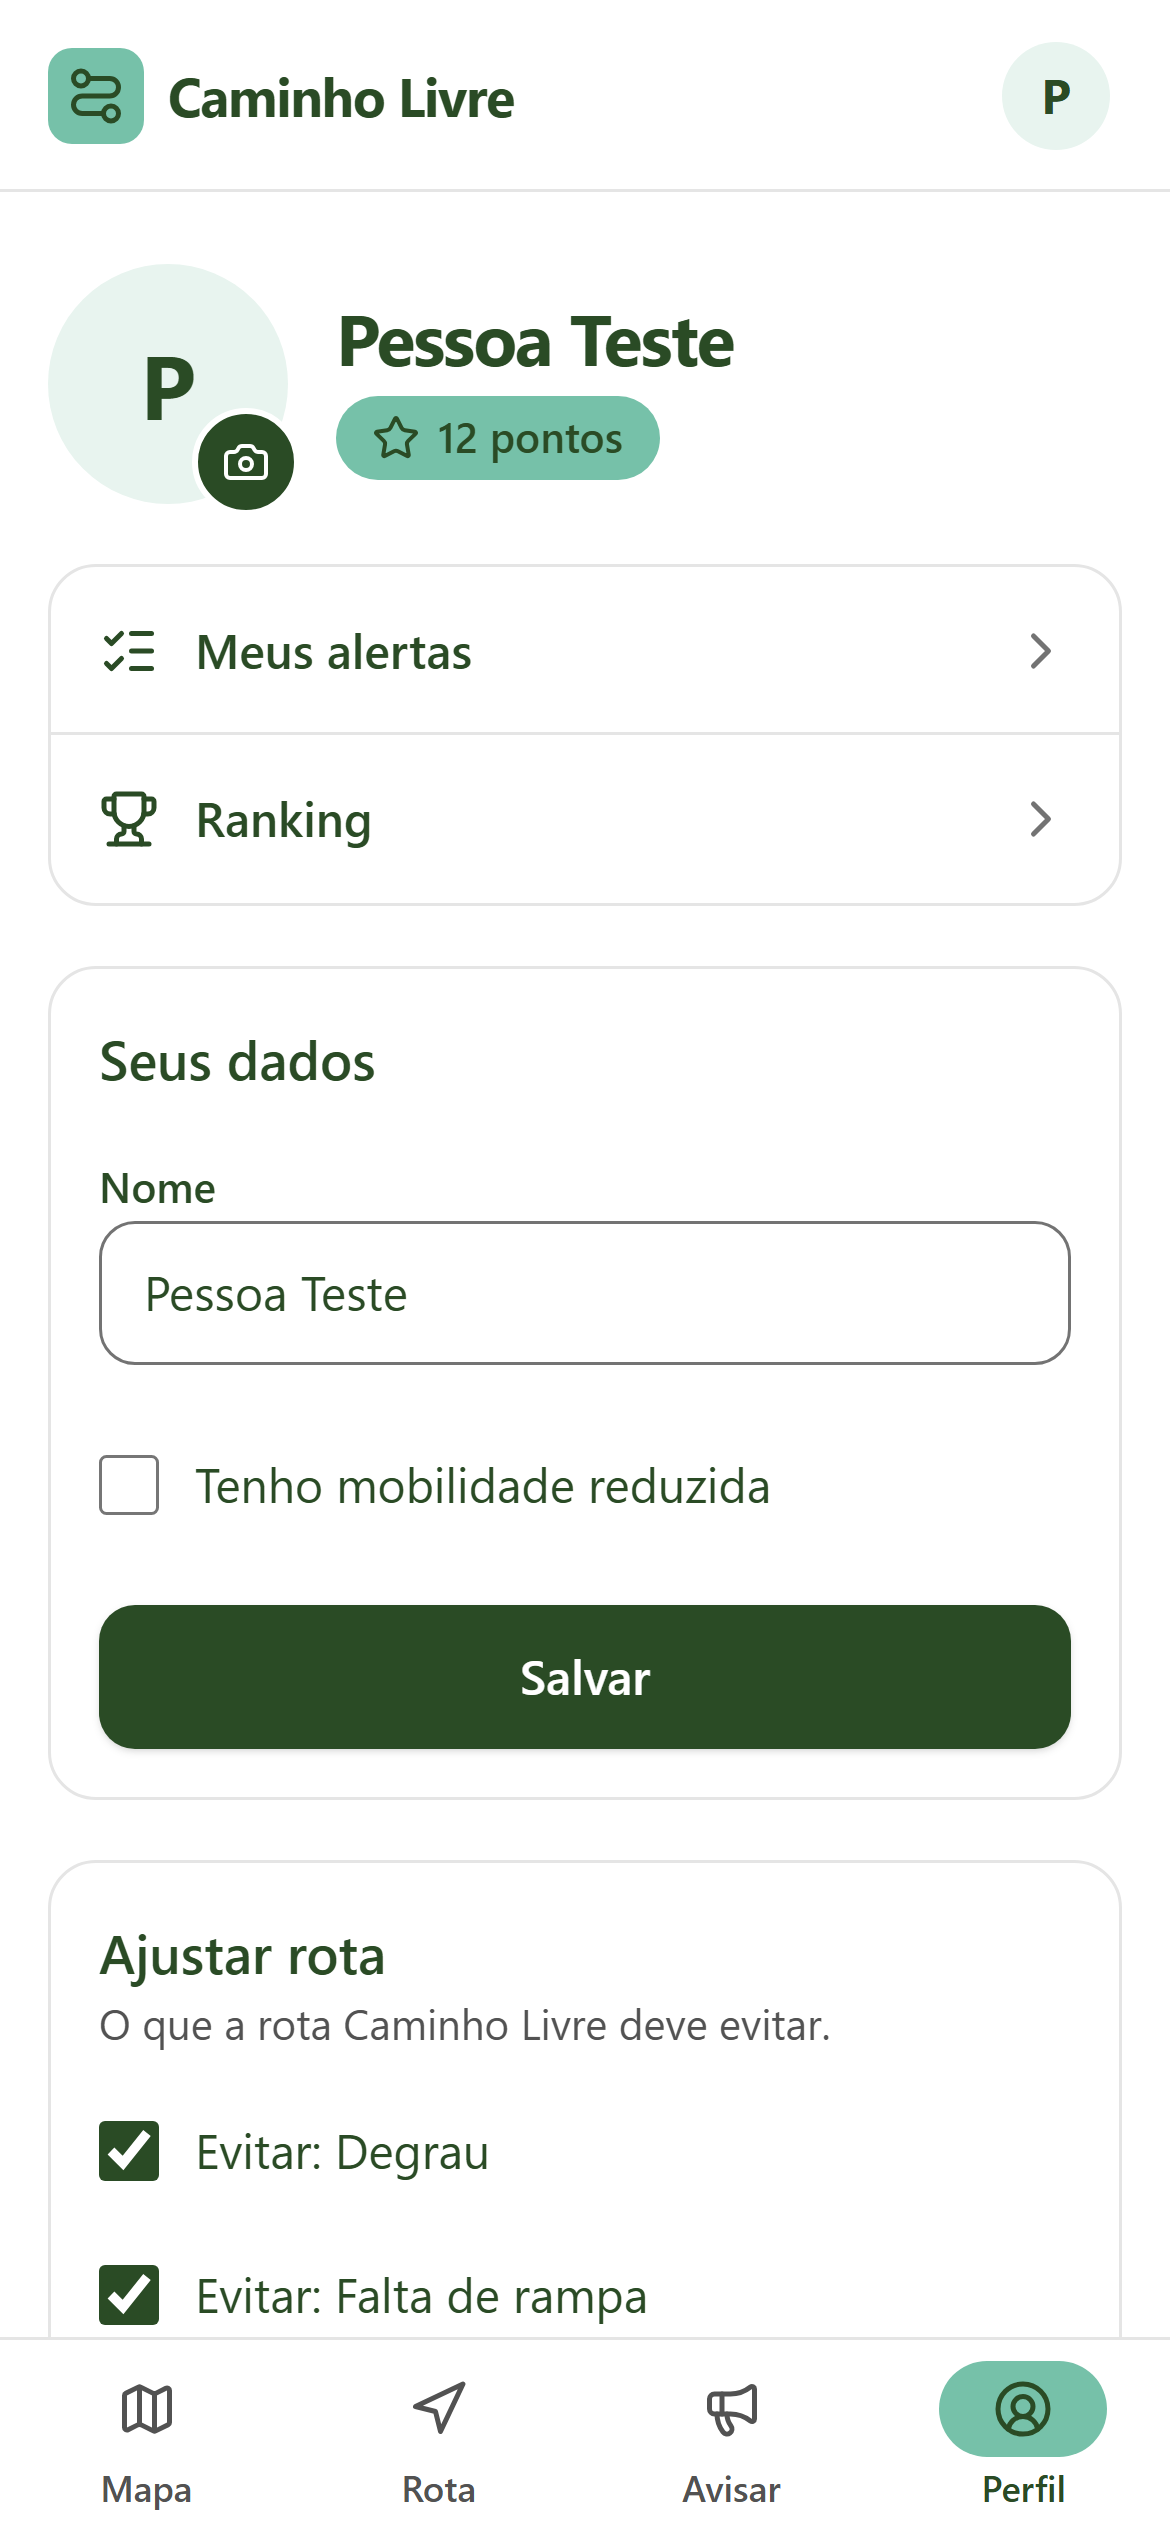 Caminho Livre
P
P
Pessoa Teste
12 pontos
Meus alertas
Ranking
Seus dados
Nome
Pessoa Teste
Tenho mobilidade reduzida
Salvar
Ajustar rota
O que a rota Caminho Livre deve evitar.
Evitar: Degrau
Evitar: Falta de rampa
Mapa
Rota
Avisar
Perfil